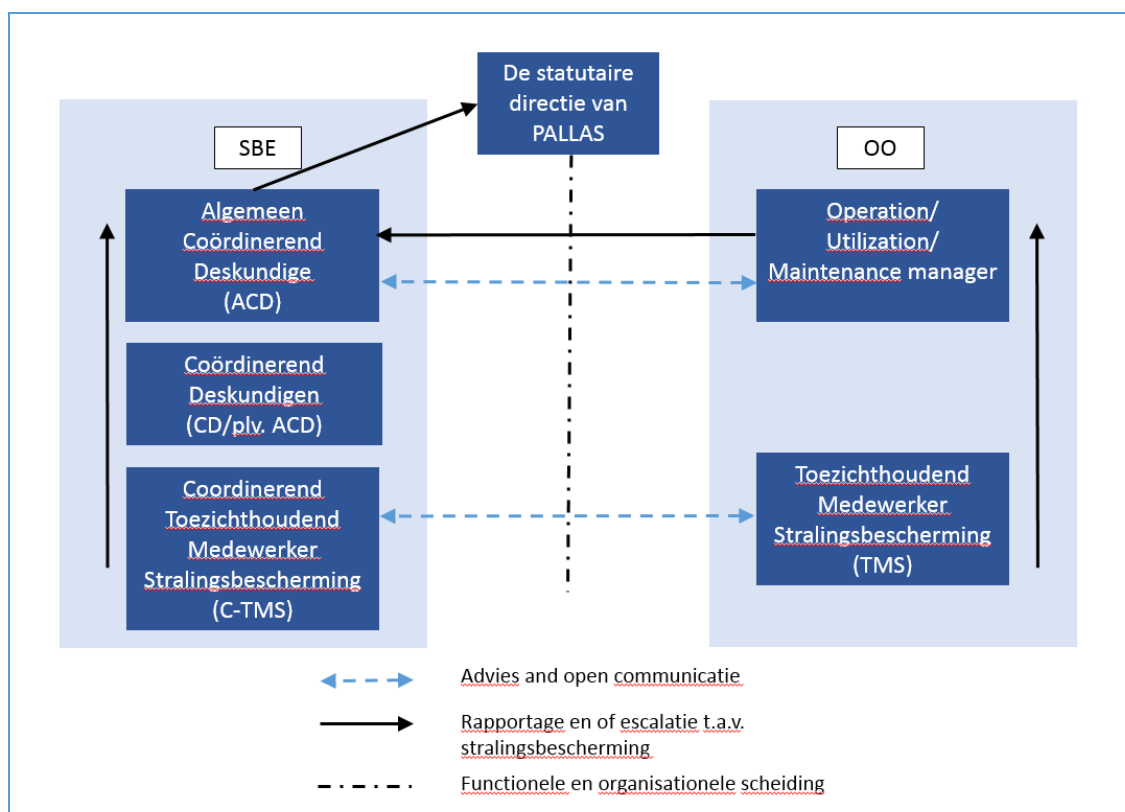 De statutaire
directie van
PALLAS
SBE
OO
Algemeen
Coördinerend
Deskundige
(ACD)
Operation/
Utilization/
Maintenance manager
Coördinerend
Deskundigen
(CD/plv. ACD)
Coordinerend
Toezichthoudend
Medewerker
Stralingsbescherming
(C-TMS)
Toezichthoudend
Medewerker
Stralingsbescherming
(TMS)
Advies and open communicatie
Rapportage en of escalatie t.a.v.
stralingsbescherming
Functionele en organisationele scheiding